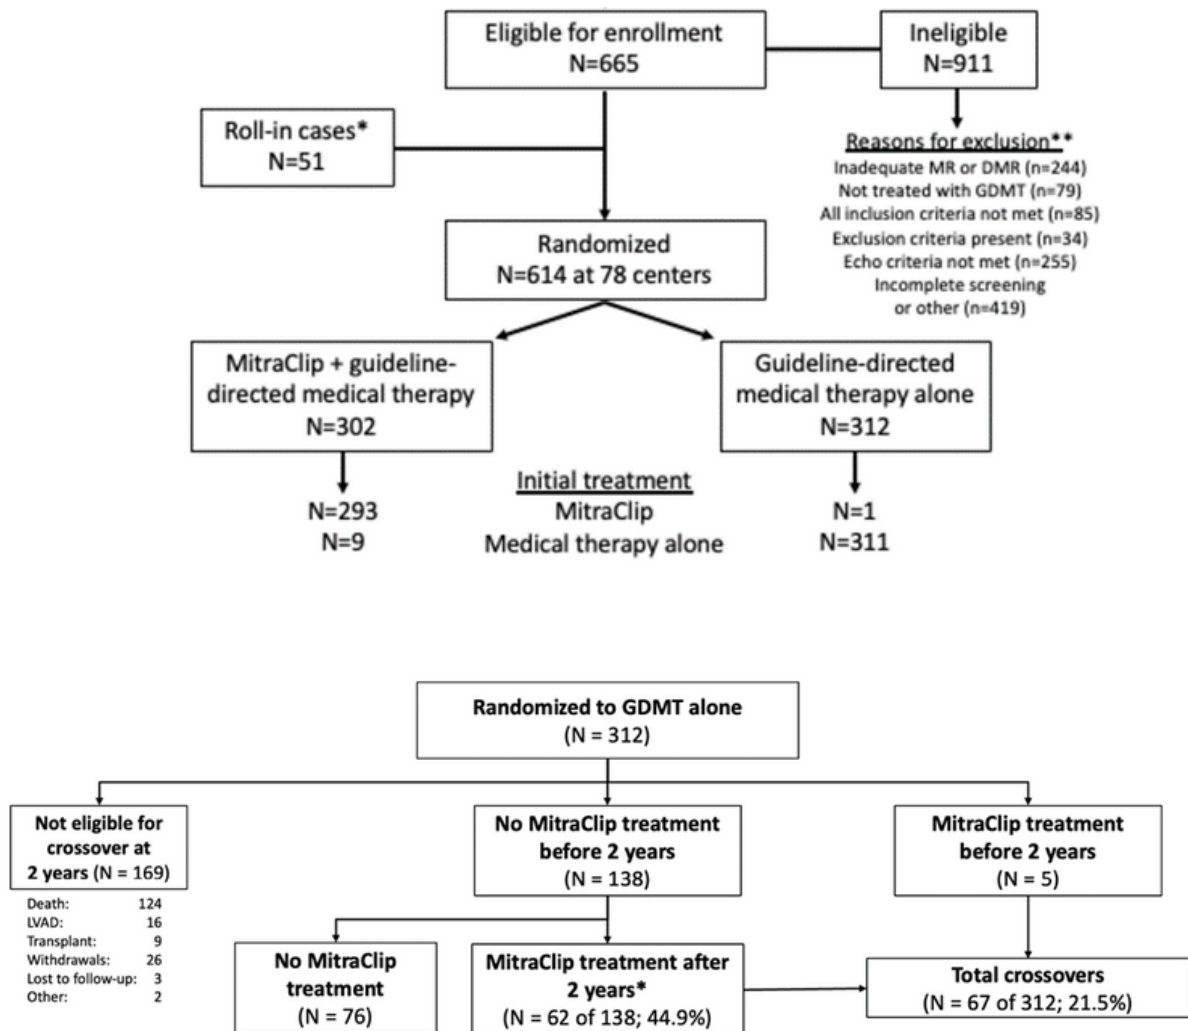 Eligible for enrollment
N=665
Ineligible
N=911
Roll-in cases*
N=51
Reasons for exclusion**
Inadequate MR or DMR (n=244)
Not treated with GDMT (n=79)
All inclusion criteria not met (n=85)
Exclusion criteria present (n=34)
Echo criteria not met (n=255)
Incomplete screening
or other (n=419)
Randomized
N=614 at 78 centers
MitraClip + guideline-
directed medical therapy
N=302
Guideline-directed
medical therapy alone
N=312
Initial treatment
N=293 MitraClip N=1
N=9 Medical therapy alone N=311
Randomized to GDMT alone
(N = 312)
Not eligible for
crossover at
2 years (N = 169)
Death: 124
LVAD: 16
Transplant: 9
Withdrawals: 26
Lost to follow-up: 3
Other: 2
No MitraClip treatment
before 2 years
(N = 138)
MitraClip treatment
before 2 years
(N = 5)
No MitraClip
treatment
(N = 76)
MitraClip treatment after
2 years*
(N = 62 of 138; 44.9%)
Total crossovers
(N = 67 of 312; 21.5%)